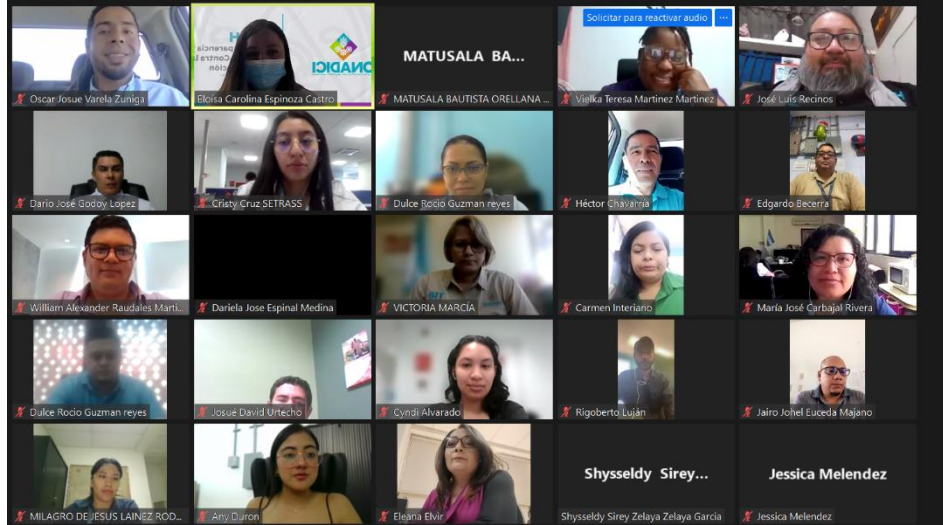 Solicitar para reactivar audio
...
MATUSALA BA...
Oscar Josue Varela Zuniga
Eloisa Carolina Espinoza Castro
MATUSALA BAUTISTA ORELLANA ...
Vielka Teresa Martinez Martinez
José Luis Recinos
Dario José Godoy Lopez
Cristy Cruz SETRASS
Dulce Rocio Guzman reyes
Héctor Chavarría
Edgardo Becerra
William Alexander Raudales Marti...
Dariela Jose Espinal Medina
VICTORIA MARCÍA
Carmen Interiano
María José Carbajal Rivera
Dulce Rocio Guzman reyes
Josué David Urtecho
Cyndi Alvarado
Rigoberto Luján
Jairo Johel Euceda Majano
Shysseldy Sirey...
Jessica Melendez
MILAGRO DE JESUS LAINEZ ROD...
Any Duron
Eleana Elvir
Shysseldy Sirey Zelaya Zelaya Garcia
Jessica Melendez